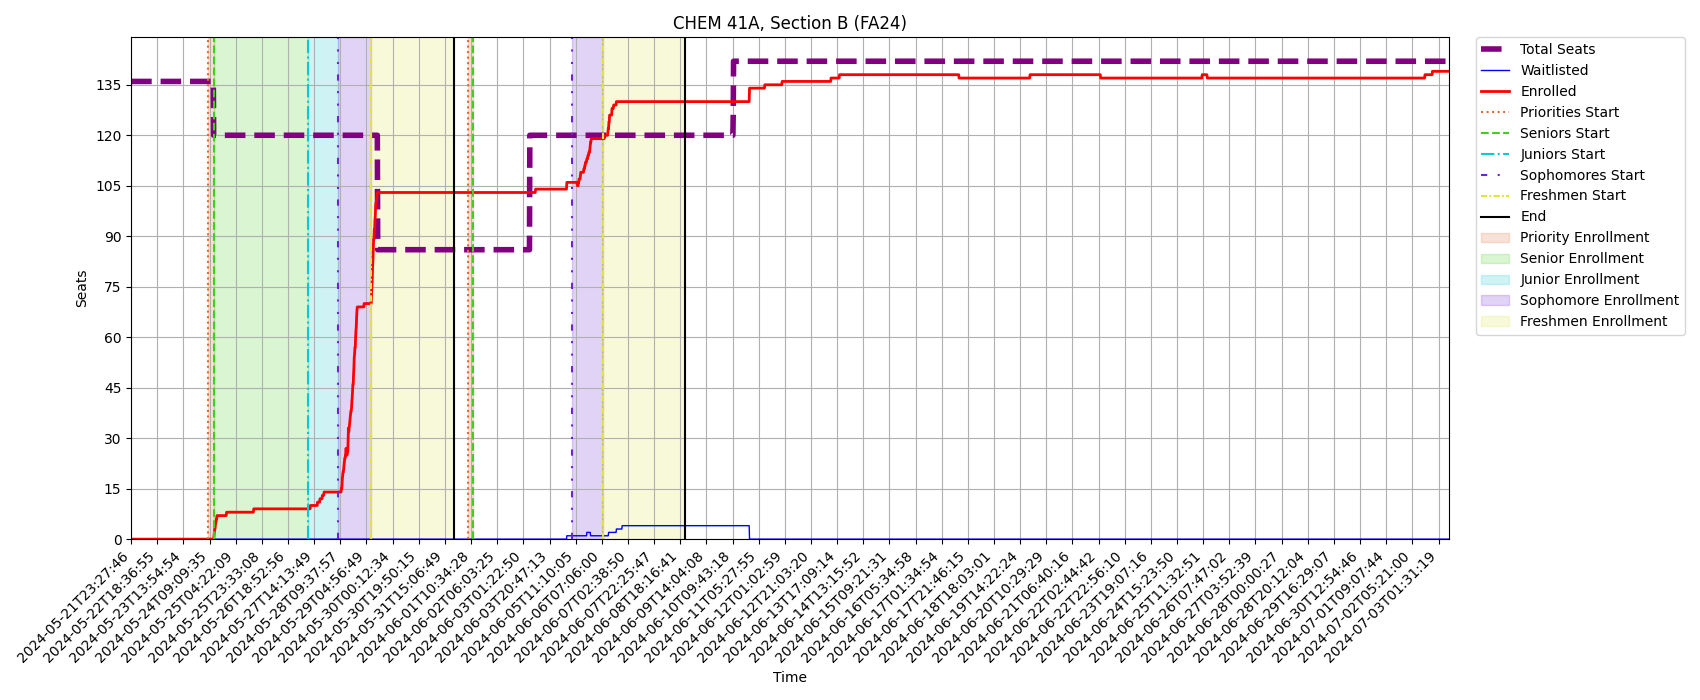 CHEM 41A, Section B (FA24)
Seats
135
120
105
90
75
60
45
30
15
0
2024-05-21T23:27:46
2024-05-22T18:36:55
2024-05-23T13:54:54
2024-05-24T09:09:35
2024-05-25T04:22:09
2024-05-25T23:33:08
2024-05-26T18:52:56
2024-05-27T14:13:49
2024-05-28T09:37:57
2024-05-29T04:56:49
2024-05-30T00:12:34
2024-05-30T19:50:15
2024-05-31T15:06:49
2024-06-01T10:34:28
2024-06-02T06:03:25
2024-06-03T01:22:50
2024-06-03T20:47:13
2024-06-05T11:10:05
2024-06-06T07:06:00
2024-06-07T02:38:50
2024-06-07T22:25:47
2024-06-08T18:16:41
2024-06-09T14:04:08
2024-06-10T09:43:18
2024-06-11T05:27:55
2024-06-12T01:02:59
2024-06-12T21:03:20
2024-06-13T17:09:14
2024-06-14T13:15:52
2024-06-15T09:21:31
2024-06-16T05:34:58
2024-06-17T01:34:54
2024-06-17T21:46:15
2024-06-18T18:03:01
2024-06-19T14:22:24
2024-06-20T10:29:29
2024-06-21T06:40:16
2024-06-22T02:44:42
2024-06-22T22:56:10
2024-06-23T19:07:16
2024-06-24T15:23:50
2024-06-25T11:32:51
2024-06-26T07:47:02
2024-06-27T03:52:39
2024-06-28T00:00:27
2024-06-28T20:12:04
2024-06-29T16:29:07
2024-06-30T12:54:46
2024-07-01T09:07:44
2024-07-02T05:21:00
2024-07-03T01:31:19
Time
Total Seats
Waitlisted
Enrolled
Priorities Start
Seniors Start
Juniors Start
Sophomores Start
Freshmen Start
End
Priority Enrollment
Senior Enrollment
Junior Enrollment
Sophomore Enrollment
Freshmen Enrollment